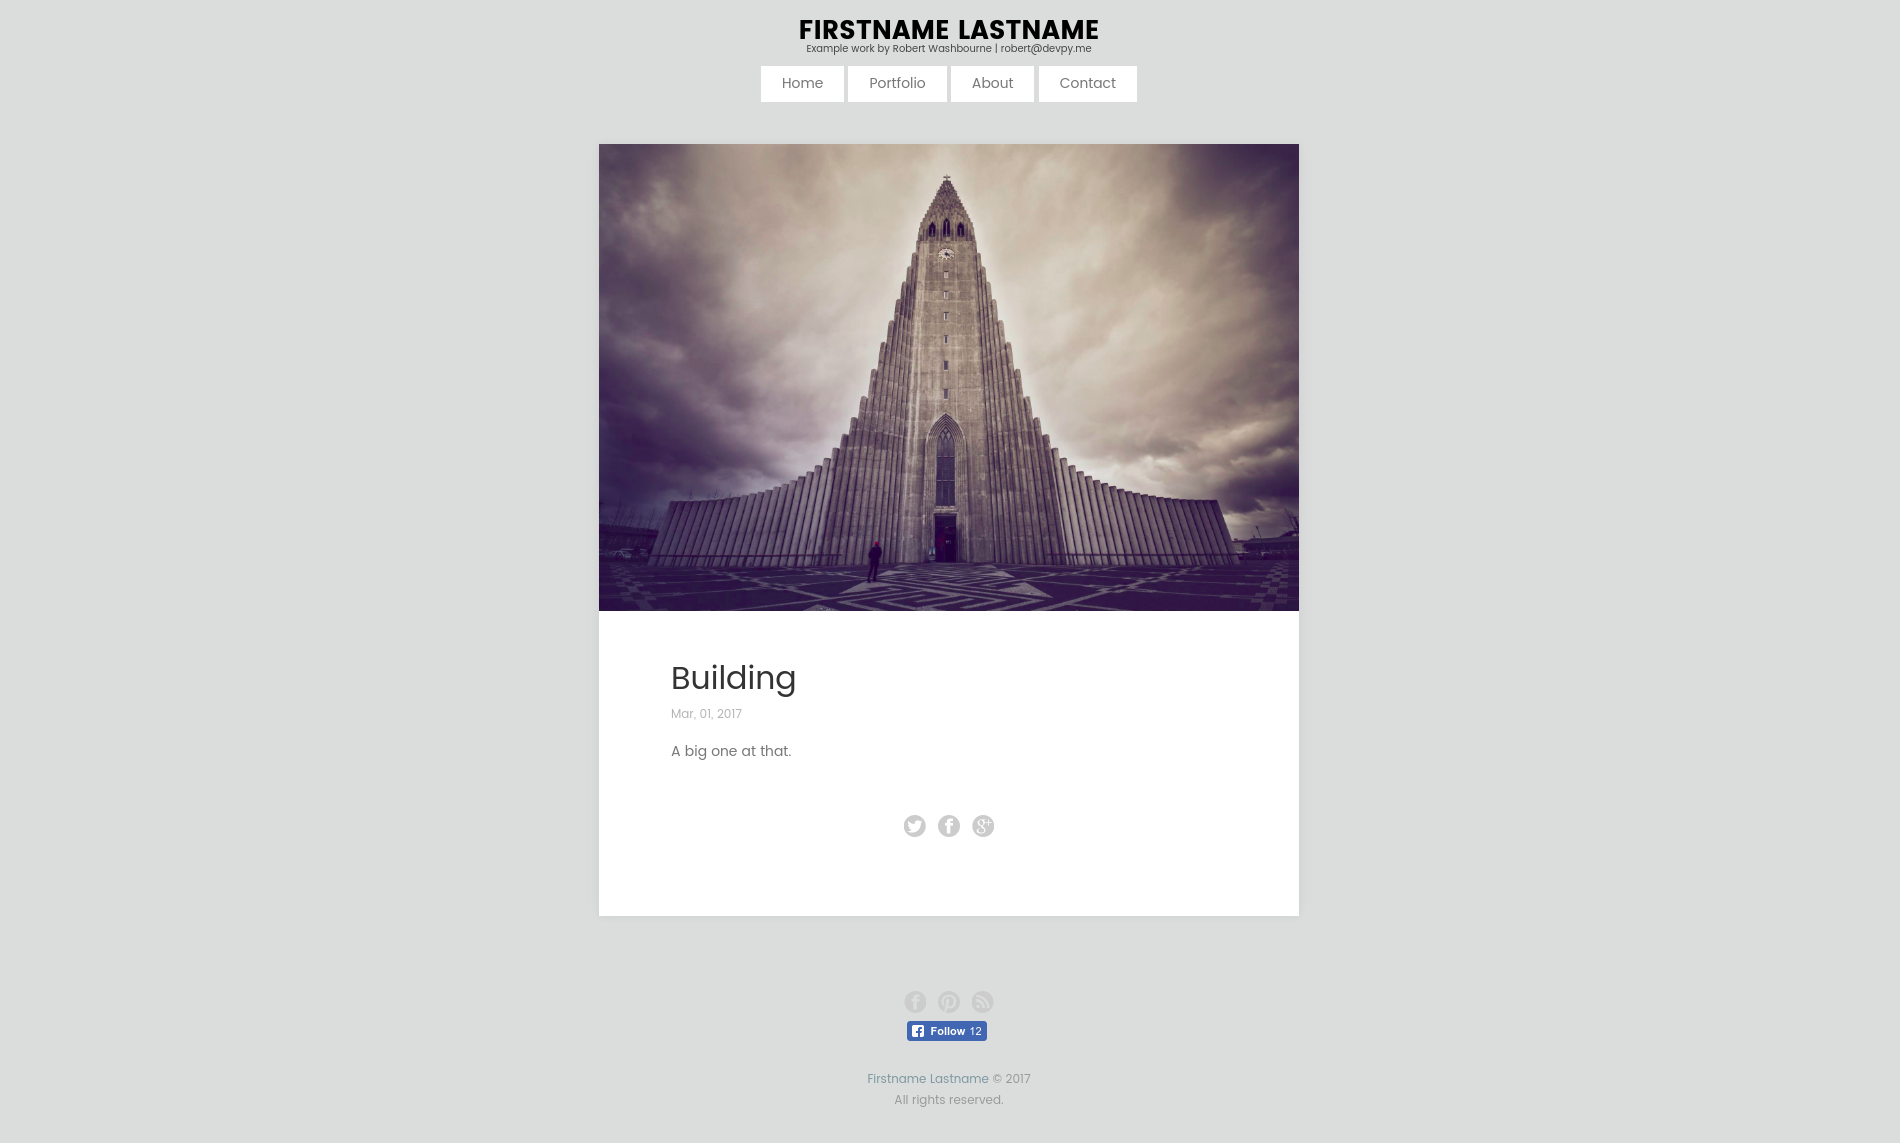 FIRSTNAME LASTNAME
Example work by Robert Washbourne | robert@devpy.me
Home Portfolio About Contact
Building
Mar, 01, 2017
A big one at that.
Follow 12
Firstname Lastname © 2017
All rights reserved.